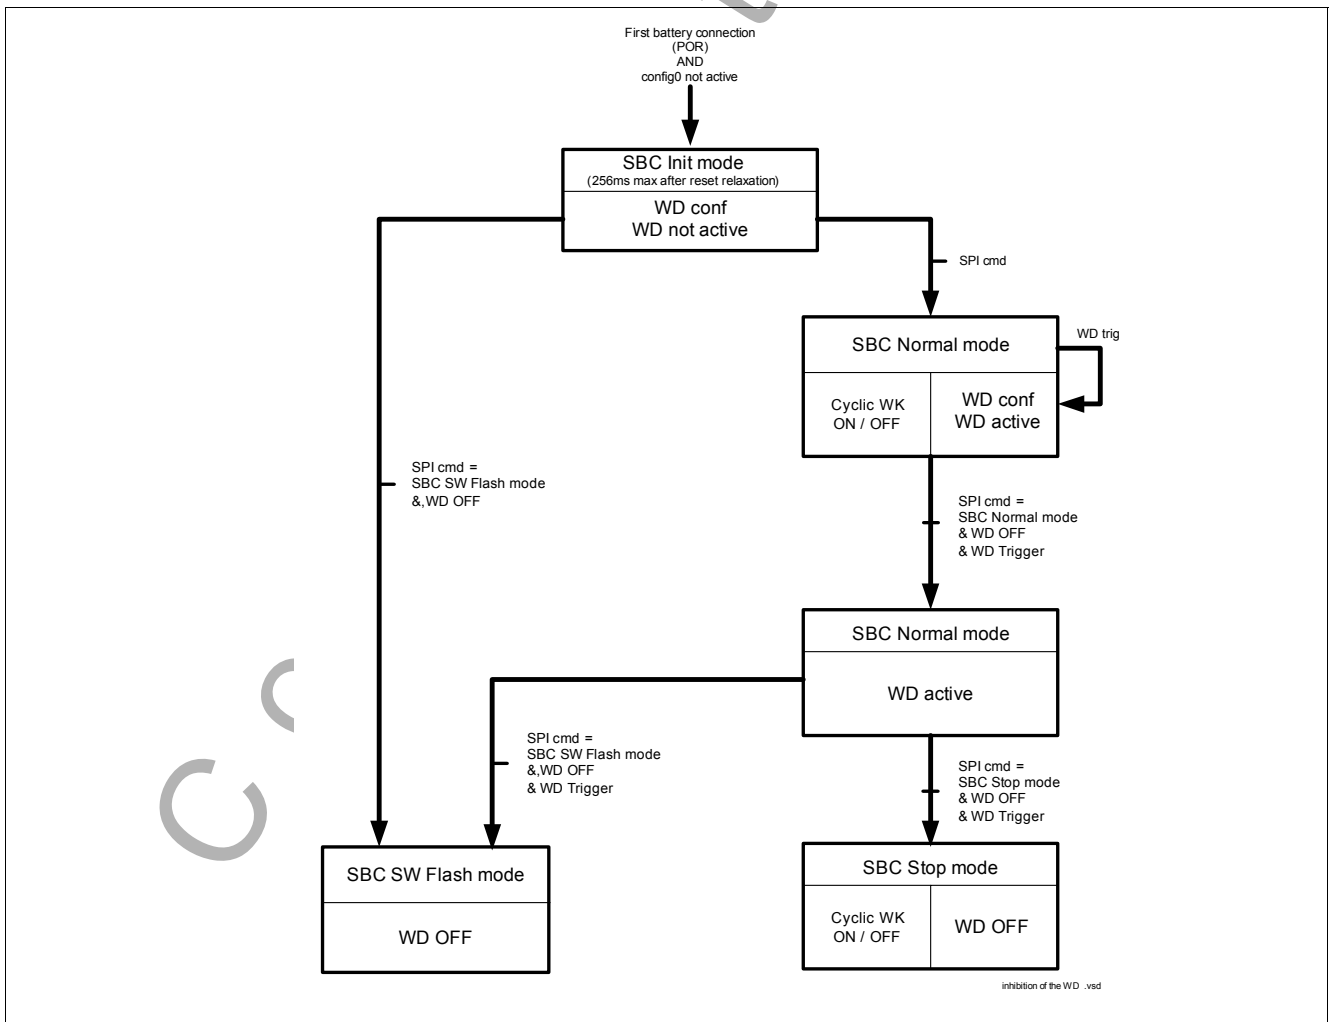 First battery connection
(POR)
AND
config0 not active
SBC Init mode
(256ms max after reset relaxation)
WD conf
WD not active
SPI cmd
SBC Normal mode
WD trig
Cyclic WK
ON / OFF
WD conf
WD active
SPI cmd =
SBC SW Flash mode
&,WD OFF
SPI cmd =
SBC Normal mode
& WD OFF
& WD Trigger
SBC Normal mode
WD active
SPI cmd =
SBC SW Flash mode
&,WD OFF
& WD Trigger
SPI cmd =
SBC Stop mode
& WD OFF
& WD Trigger
SBC SW Flash mode
WD OFF
SBC Stop mode
Cyclic WK
ON / OFF
WD OFF
inhibition of the WD .vsd